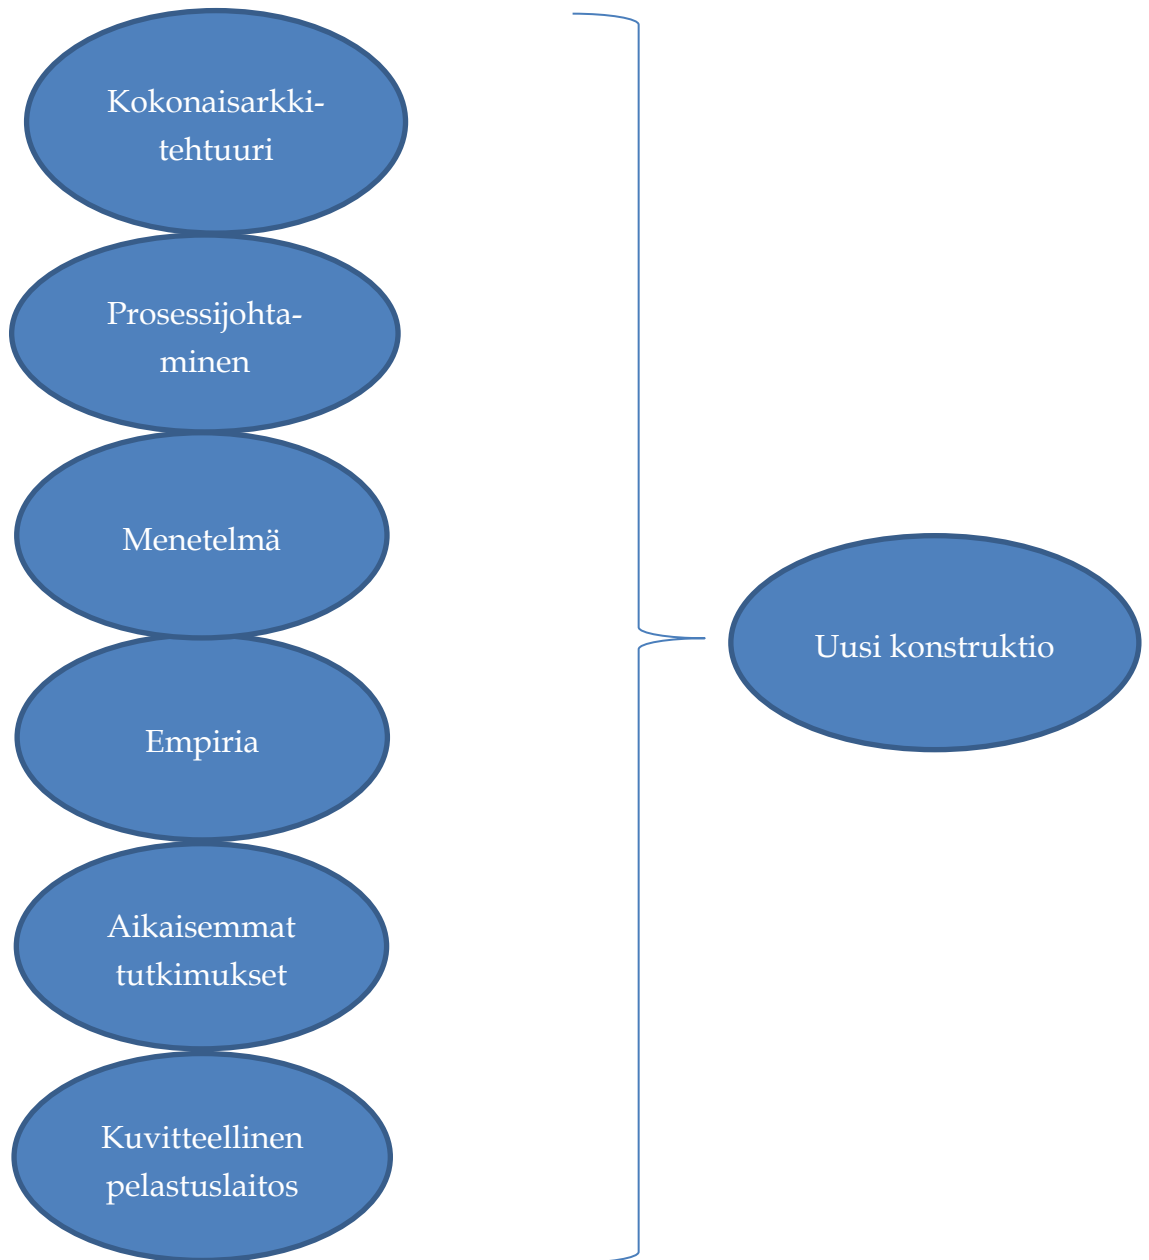 Kokonaisarkki-
tehtuuri
Prosessijohta-
minen
Menetelmä
Empiria
Aikaisemmat
tutkimukset
Kuvitteellinen
pelastuslaitos
Uusi konstruktio